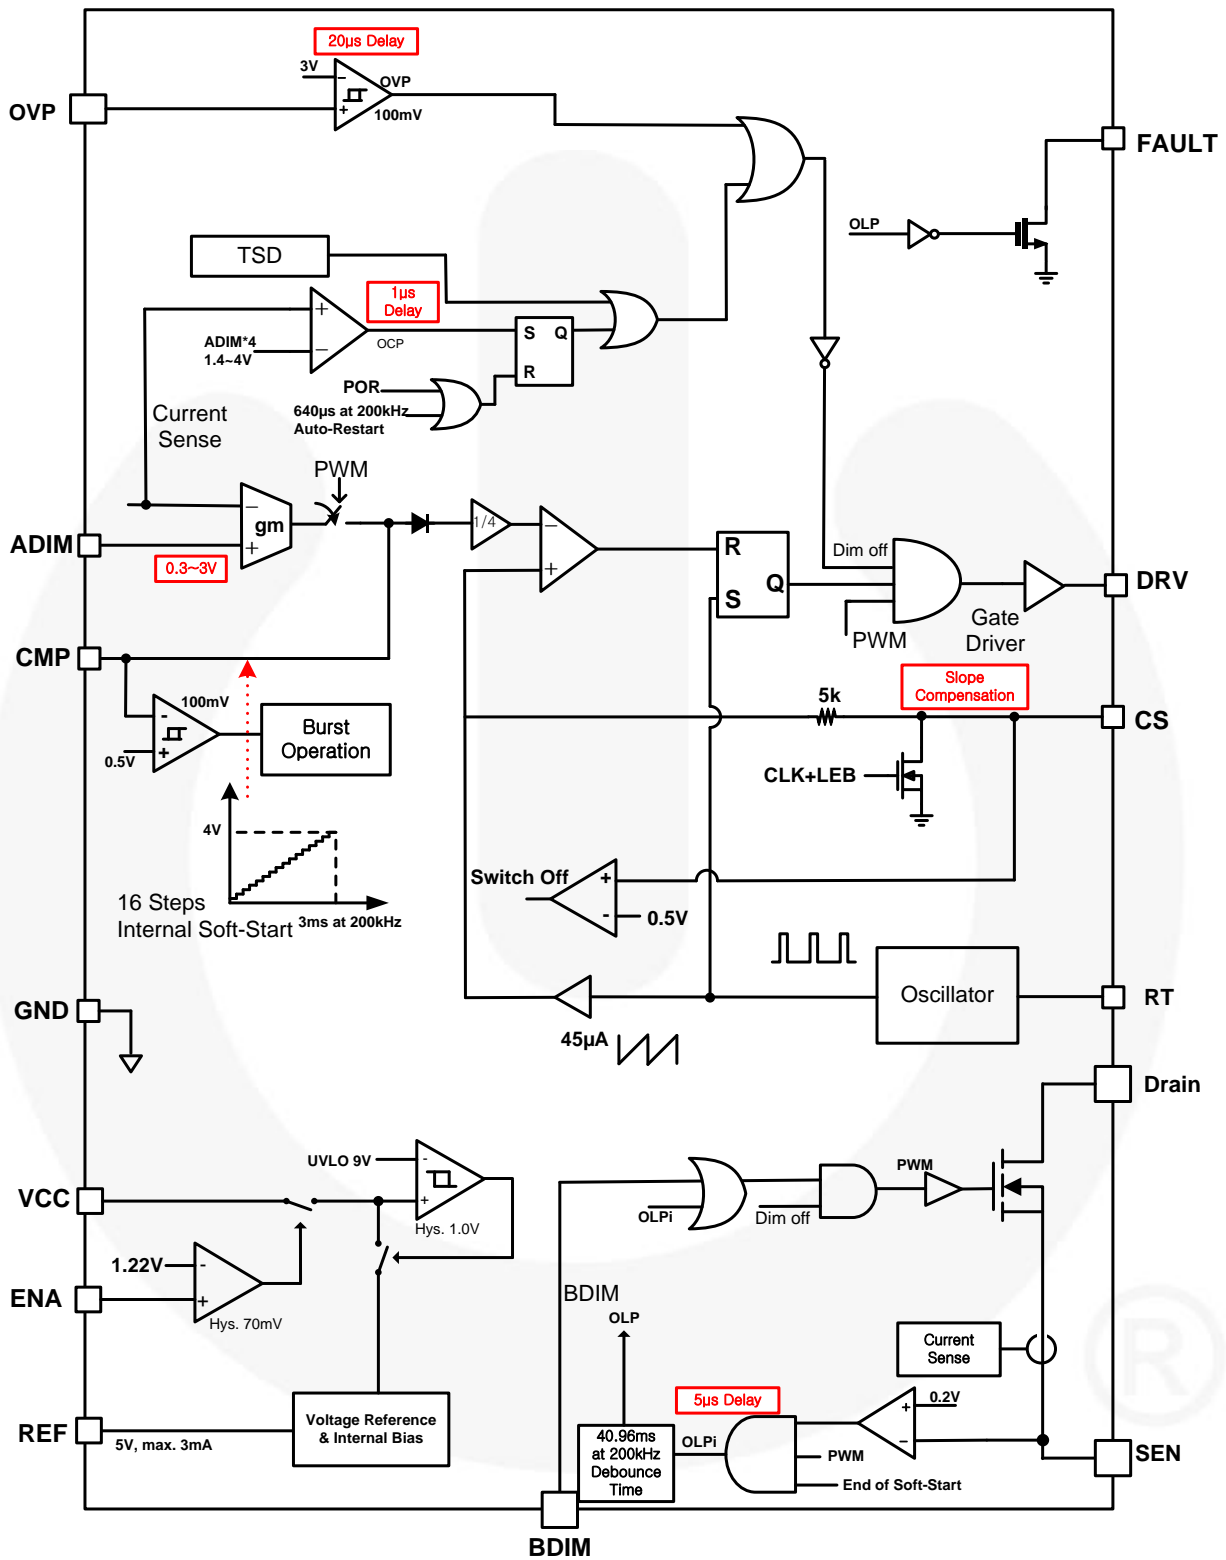 20µs Delay
3V
−
OVP
OVP
+
100mV
FAULT
OLP
TSD
1µs
Delay
+
ADIM*4
1.4~4V
−
OCP
S
Q
R
POR
640µs at 200kHz
Auto-Restart
Current
Sense
PWM
−
gm
+
ADIM
0.3~3V
1/4
−
+
R
S
Q
Dim off
PWM
Gate
Driver
DRV
CMP
Slope
Compensation
100mV
-
+
0.5V
Burst
Operation
5k
CS
CLK+LEB
4V
16 Steps
Internal Soft-Start
3ms at 200kHz
Switch Off
+
-
0.5V
GND
Oscillator
RT
45µA
Drain
UVLO 9V
-
+
Hys. 1.0V
VCC
1.22V
-
+
ENA
Hys. 70mV
OLPi
Dim off
PWM
BDIM
OLP
Current
Sense
5µs Delay
0.2V
+
−
REF
5V, max. 3mA
Voltage Reference
& Internal Bias
40.96ms
at 200kHz
Debounce
Time
OLPi
PWM
End of Soft-Start
SEN
BDIM
®